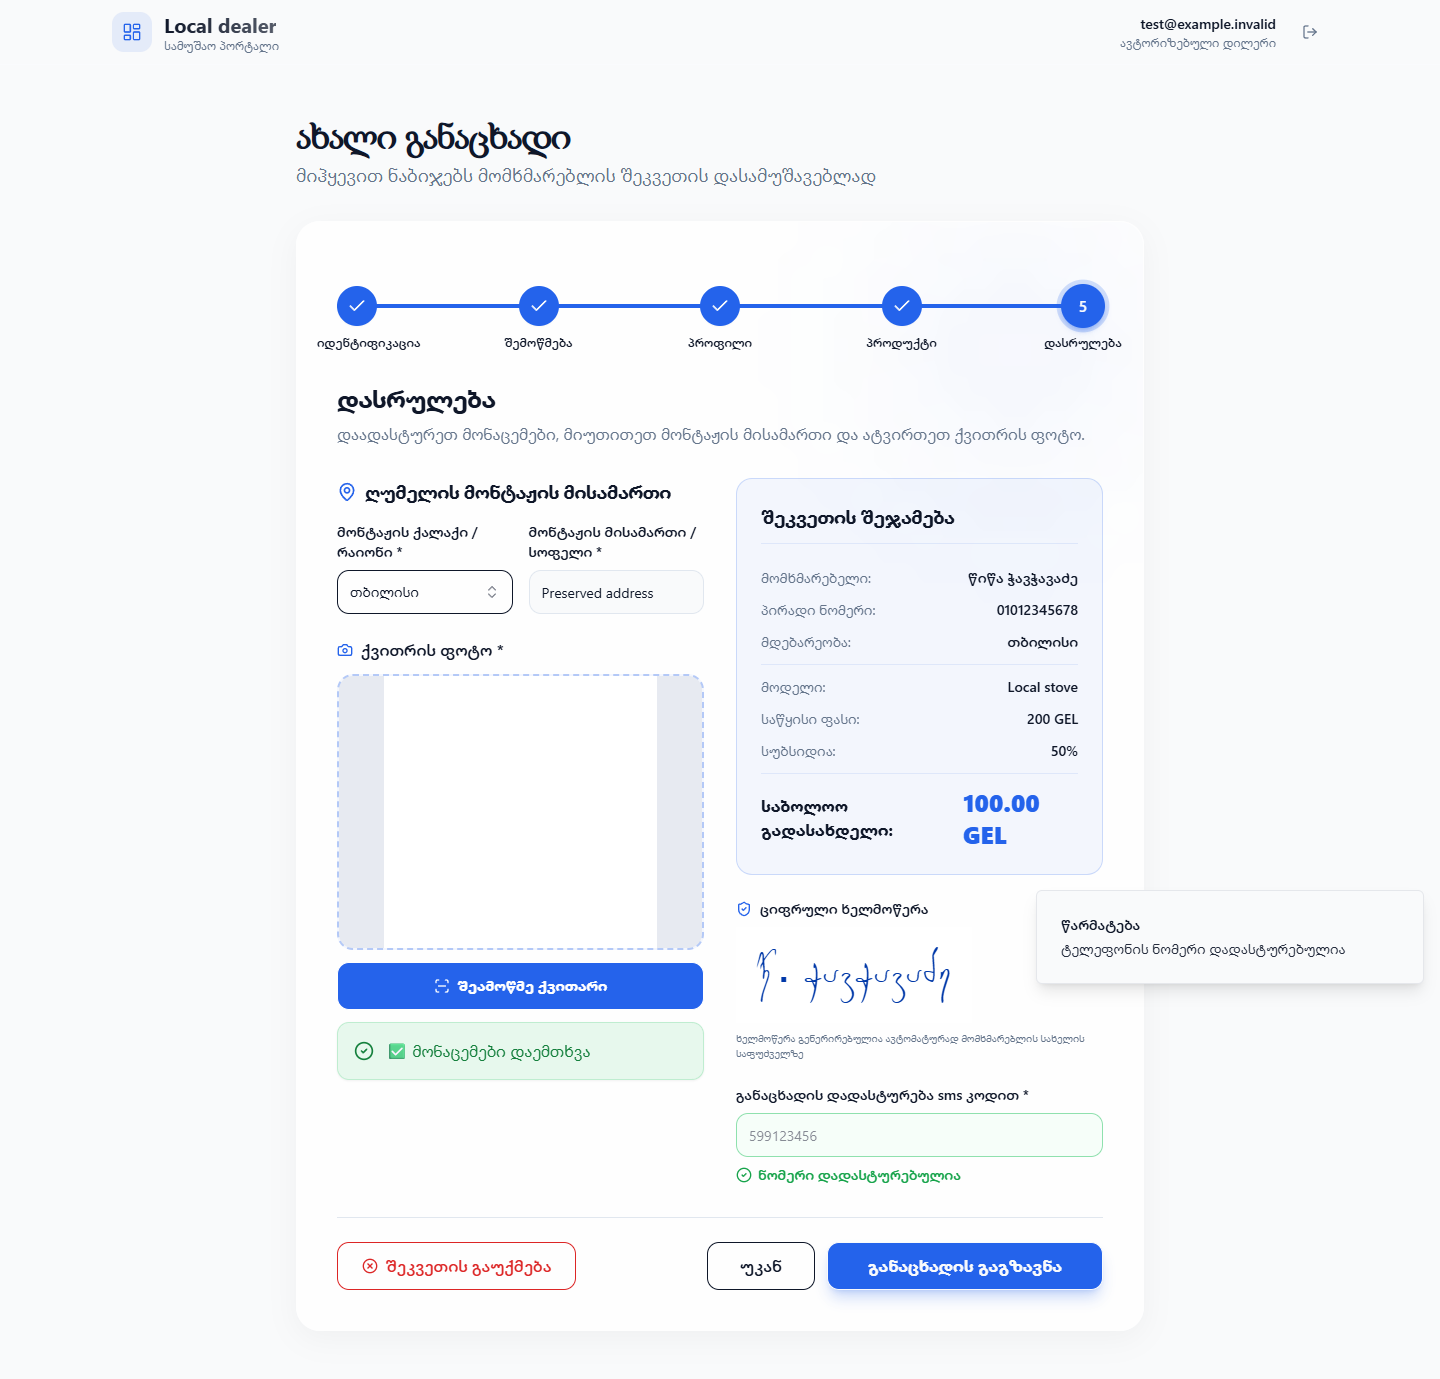 Local dealer
სამუშაო პორტალი
test@example.invalid
ავტორიზებული დილერი
ახალი განაცხადი
მიჰყევით ნაბიჯებს მომხმარებლის შეკვეთის დასამუშავებლად
5
იდენტიფიკაცია
შემოწმება
პროფილი
პროდუქტი
დასრულება
დასრულება
დაადასტურეთ მონაცემები, მიუთითეთ მონტაჟის მისამართი და ატვირთეთ ქვითრის ფოტო.
ღუმელის მონტაჟის მისამართი
მონტაჟის ქალაქი /
რაიონი *
მონტაჟის მისამართი /
სოფელი *
თბილისი
Preserved address
ქვითრის ფოტო *
შეამოწმე ქვითარი
✅ მონაცემები დაემთხვა
შეკვეთის შეჯამება
მომხმარებელი: წიწა ჭავჭავაძე
პირადი ნომერი: 01012345678
მდებარეობა: თბილისი
მოდელი: Local stove
საწყისი ფასი: 200 GEL
სუბსიდია: 50%
საბოლოო
გადასახდელი:
100.00
GEL
ციფრული ხელმოწერა
წ. ჭავჭავაძე
ხელმოწერა გენერირებულია ავტომატურად მომხმარებლის სახელის
საფუძველზე
წარმატება
ტელეფონის ნომერი დადასტურებულია
განაცხადის დადასტურება sms კოდით *
599123456
ნომერი დადასტურებულია
შეკვეთის გაუქმება
უკან
განაცხადის გაგზავნა